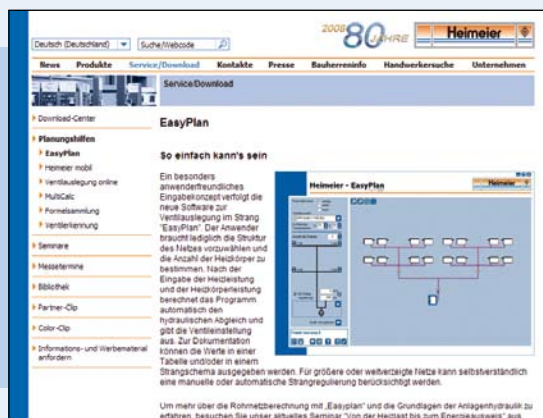 2008 80 JAHRE
Heimeier
Deutsch (Deutschland)
Suche/Webcode
News Produkte Service/Download Kontakte Presse Bauherreninfo Handwerkersuche Unternehmen
Service/Download
Download-Center
Planungshilfen
EasyPlan
Heimeier mobil
Ventilauslegung online
MultiCalc
Formelsammlung
Ventilerkennung
Seminare
Messetermine
Bibliothek
Partner-Clip
Color-Clip
Informations- und Werbematerial
anfordern
EasyPlan
So einfach kann's sein
Ein besonders
anwenderfreundliches
Eingabekonzept verfolgt die
neue Software zur
Ventilauslegung im Strang
"EasyPlan". Der Anwender
braucht lediglich die Struktur
des Netzes vorzuwählen und
die Anzahl der Heizkörper zu
bestimmen. Nach der
Eingabe der Heizleistung
und der Heizkörperleistung
berechnet das Programm
automatisch den
hydraulischen Abgleich und
gibt die Ventileinstellung
aus. Zur Dokumentation
können die Werte in einer
Tabelle und/oder in einem
Strangschema ausgegeben werden. Für größere oder weitverzweigte Netze kann selbstverständlich
eine manuelle oder automatische Strangregulierung berücksichtigt werden.
Heimeier - EasyPlan
Heimeier
Um mehr über die Rohrnetzberechnung mit „Easyplan" und die Grundlagen der Anlagenhydraulik zu
erfahren, besuchen Sie unser aktuelles Seminar "Von der Heizlast bis zum Energieausweis" aus